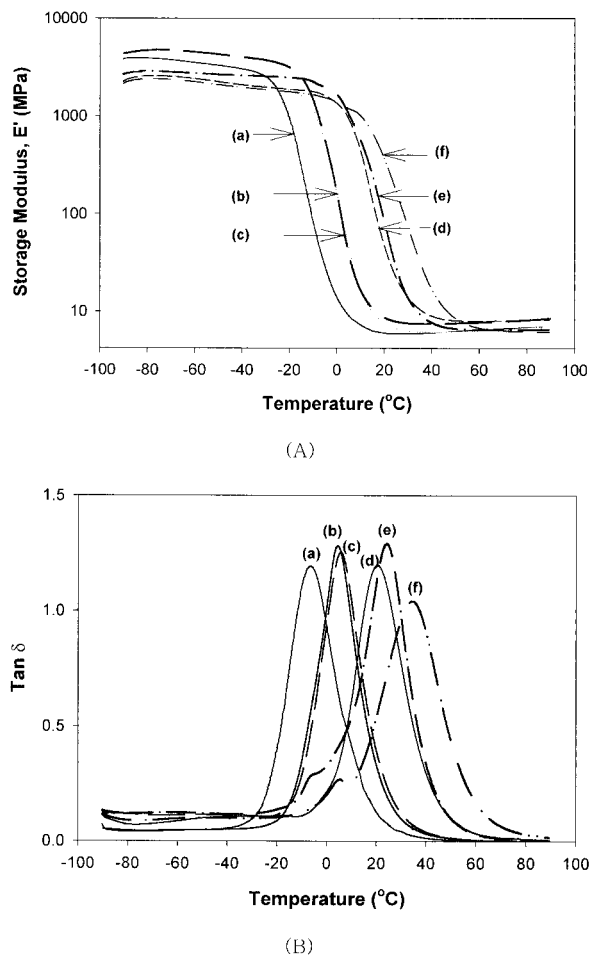 Storage Modulus, E' (MPa)
10000
1000
100
10
(a)
(b)
(c)
(f)
(e)
(d)
-100 -80 -60 -40 -20 0 20 40 60 80 100
Temperature (°C)
(A)
Tan δ
1.5
1.0
0.5
0.0
(a)
(b)
(c)
(d)
(e)
(f)
-100 -80 -60 -40 -20 0 20 40 60 80 100
Temperature (°C)
(B)